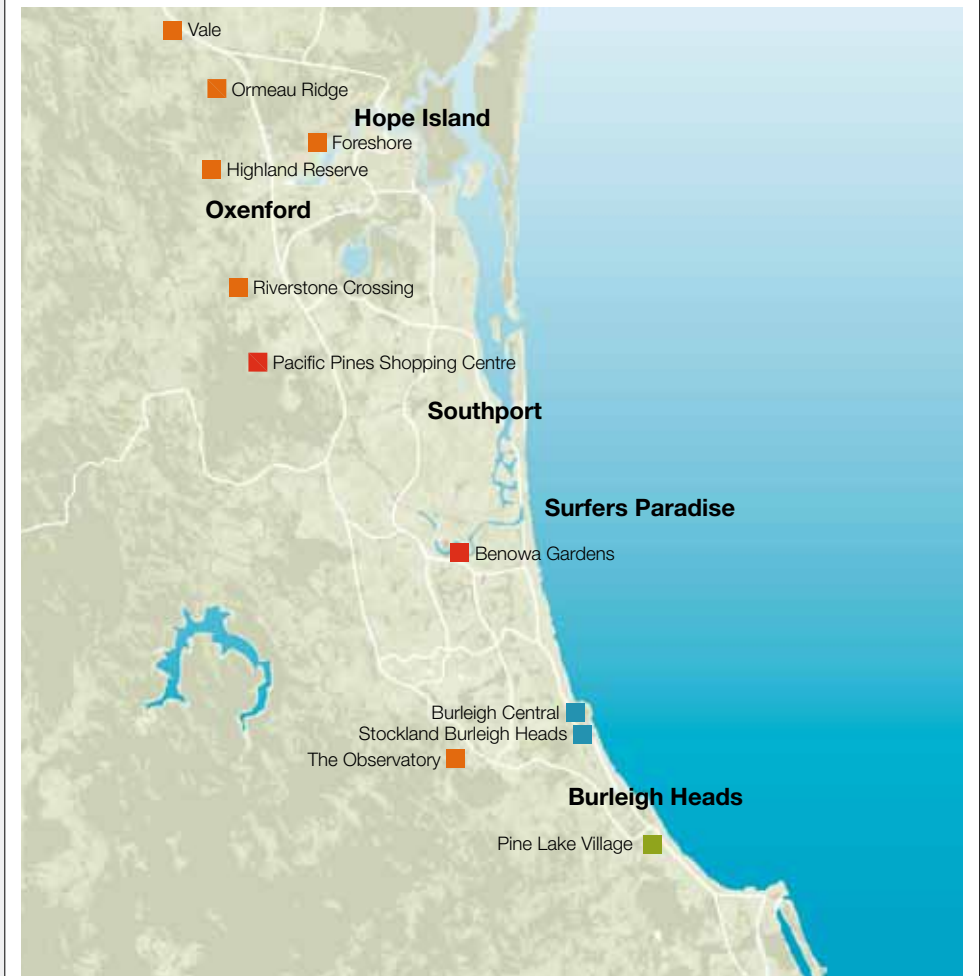 Vale
Ormeau Ridge
Hope Island
Foreshore
Highland Reserve
Oxenford
Riverstone Crossing
Pacific Pines Shopping Centre
Southport
Surfers Paradise
Benowa Gardens
Burleigh Central
Stockland Burleigh Heads
The Observatory
Burleigh Heads
Pine Lake Village